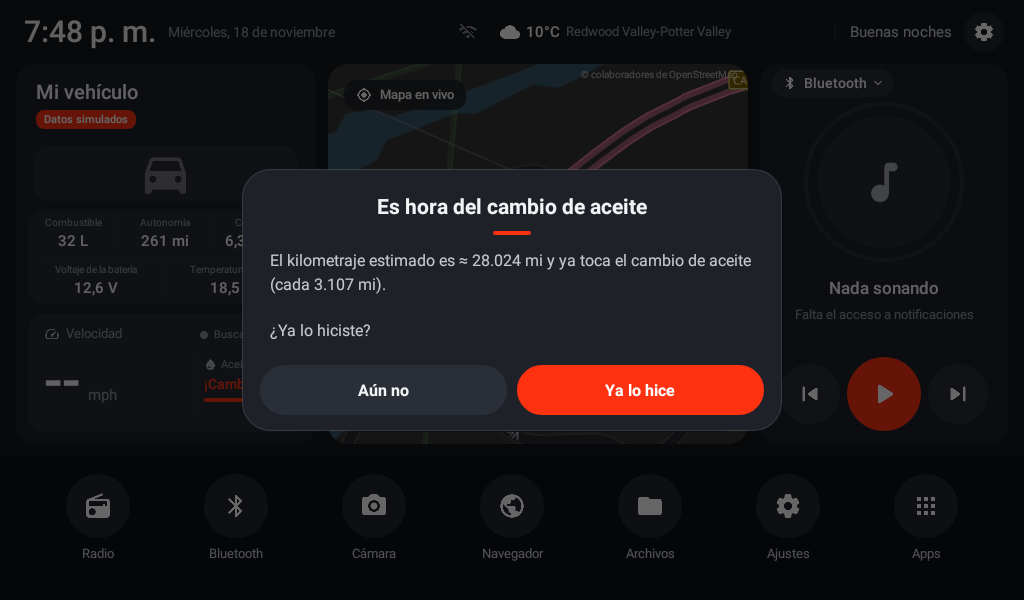 7:48 p. m.
Miércoles, 18 de noviembre
10°C
Redwood Valley-Potter Valley
Buenas noches
Mi vehículo
Datos simulados
Combustible
Autonomía
32 L
261 mi
6,3
Voltaje de la batería
12,6 V
18,5
Velocidad
mph
© colaboradores de OpenStreetMap
CA
Mapa en vivo
Bluetooth
Es hora del cambio de aceite
El kilometraje estimado es ≈ 28.024 mi y ya toca el cambio de aceite
(cada 3.107 mi).
¿Ya lo hiciste?
Aún no
Ya lo hice
Nada sonando
Falta el acceso a notificaciones
Radio
Bluetooth
Cámara
Navegador
Archivos
Ajustes
Apps